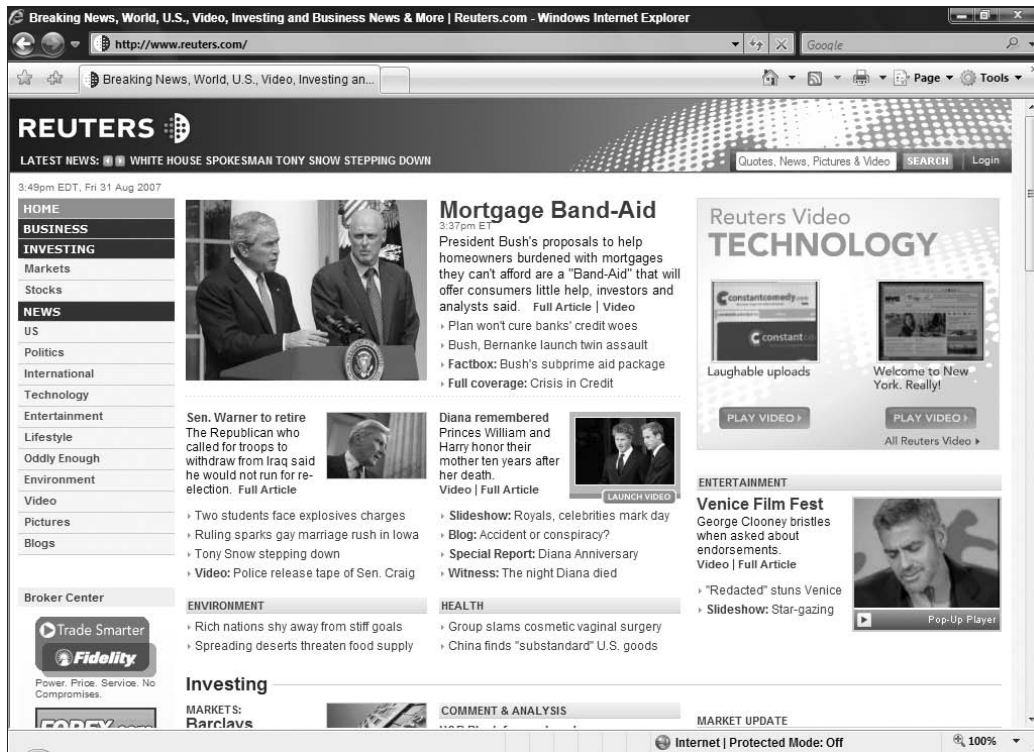 Breaking News, World, U.S., Video, Investing and Business News & More | Reuters.com - Windows Internet Explorer
http://www.reuters.com/
Google
Breaking News, World, U.S., Video, Investing an...
Page
Tools
REUTERS
LATEST NEWS: WHITE HOUSE SPOKESMAN TONY SNOW STEPPING DOWN
Quotes, News, Pictures & Video
SEARCH
Login
3:49pm EDT, Fri 31 Aug 2007
HOME
BUSINESS
INVESTING
Markets
Stocks
NEWS
US
Politics
International
Technology
Entertainment
Lifestyle
Oddly Enough
Environment
Video
Pictures
Blogs
Broker Center
Trade Smarter
Fidelity
Power. Price. Service. No
Compromises.
FOREX.com
Mortgage Band-Aid
3:37pm ET
President Bush's proposals to help
homeowners burdened with mortgages
they can't afford are a "Band-Aid" that will
offer consumers little help, investors and
analysts said. Full Article | Video
Plan won't cure banks' credit woes
Bush, Bernanke launch twin assault
Factbox: Bush's subprime aid package
Full coverage: Crisis in Credit
Sen. Warner to retire
The Republican who
called for troops to
withdraw from Iraq said
he would not run for re-
election. Full Article
Two students face explosives charges
Ruling sparks gay marriage rush in Iowa
Tony Snow stepping down
Video: Police release tape of Sen. Craig
Diana remembered
Princes William and
Harry honor their
mother ten years after
her death.
Video | Full Article
LAUNCH VIDEO
Slideshow: Royals, celebrities mark day
Blog: Accident or conspiracy?
Special Report: Diana Anniversary
Witness: The night Diana died
ENVIRONMENT
Rich nations shy away from stiff goals
Spreading deserts threaten food supply
HEALTH
Group slams cosmetic vaginal surgery
China finds "substandard" U.S. goods
Investing
MARKETS:
Barclays
COMMENT & ANALYSIS
Reuters Video
TECHNOLOGY
constantcomedy.com
constant
Laughable uploads
PLAY VIDEO
Welcome to New
York. Really!
PLAY VIDEO
All Reuters Video
ENTERTAINMENT
Venice Film Fest
George Clooney bristles
when asked about
endorsements.
Video | Full Article
"Redacted" stuns Venice
Slideshow: Star-gazing
Pop-Up Player
MARKET UPDATE
Internet | Protected Mode: Off
100%